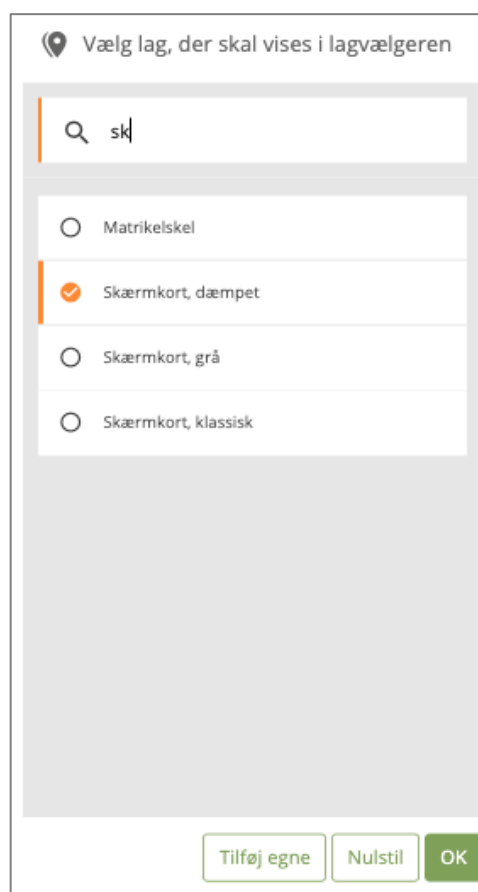 Vælg lag, der skal vises i lagvælgeren
sk
Matrikelskel
Skærmkort, dæmpet
Skærmkort, grå
Skærmkort, klassisk
Tilføj egne Nulstil OK